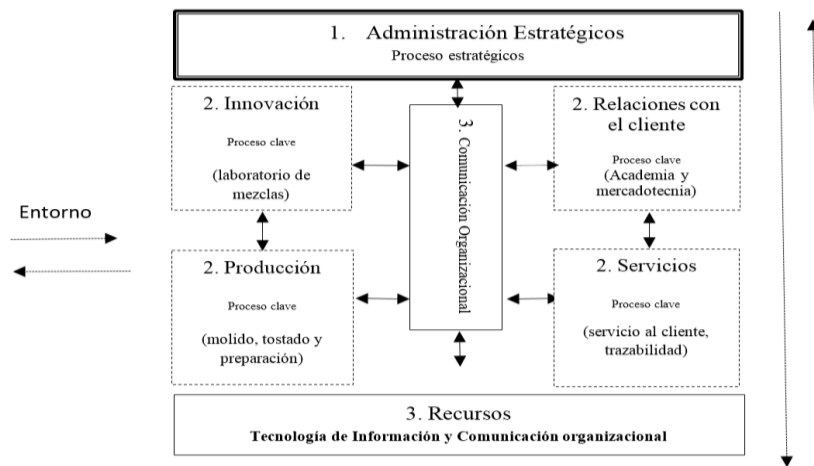 1. Administración Estratégicos
Proceso estratégicos
2. Innovación
Proceso clave
(laboratorio de
mezclas)
3. Comunicación Organizacional
2. Relaciones con
el cliente
Proceso clave
(Academia y
mercadotecnia)
Entorno
2. Producción
Proceso clave
(molido, tostado y
preparación)
2. Servicios
Proceso clave
(servicio al cliente,
trazabilidad)
3. Recursos
Tecnología de Información y Comunicación organizacional